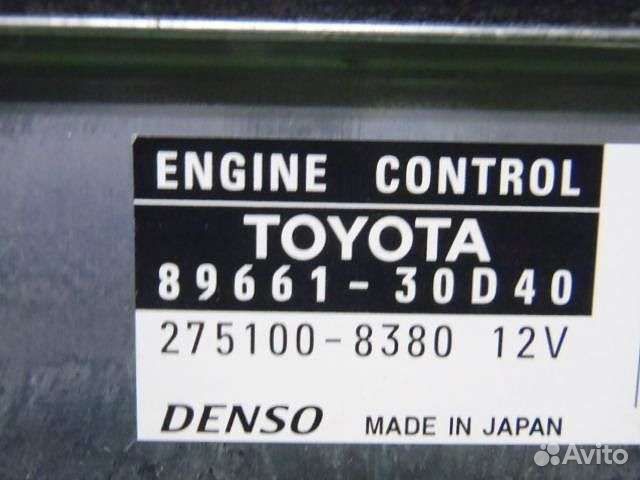 ENGINE CONTROL
TOYOTA
89661-30D40
275100-8380 12V
DENSO MADE IN JAPAN
Avito